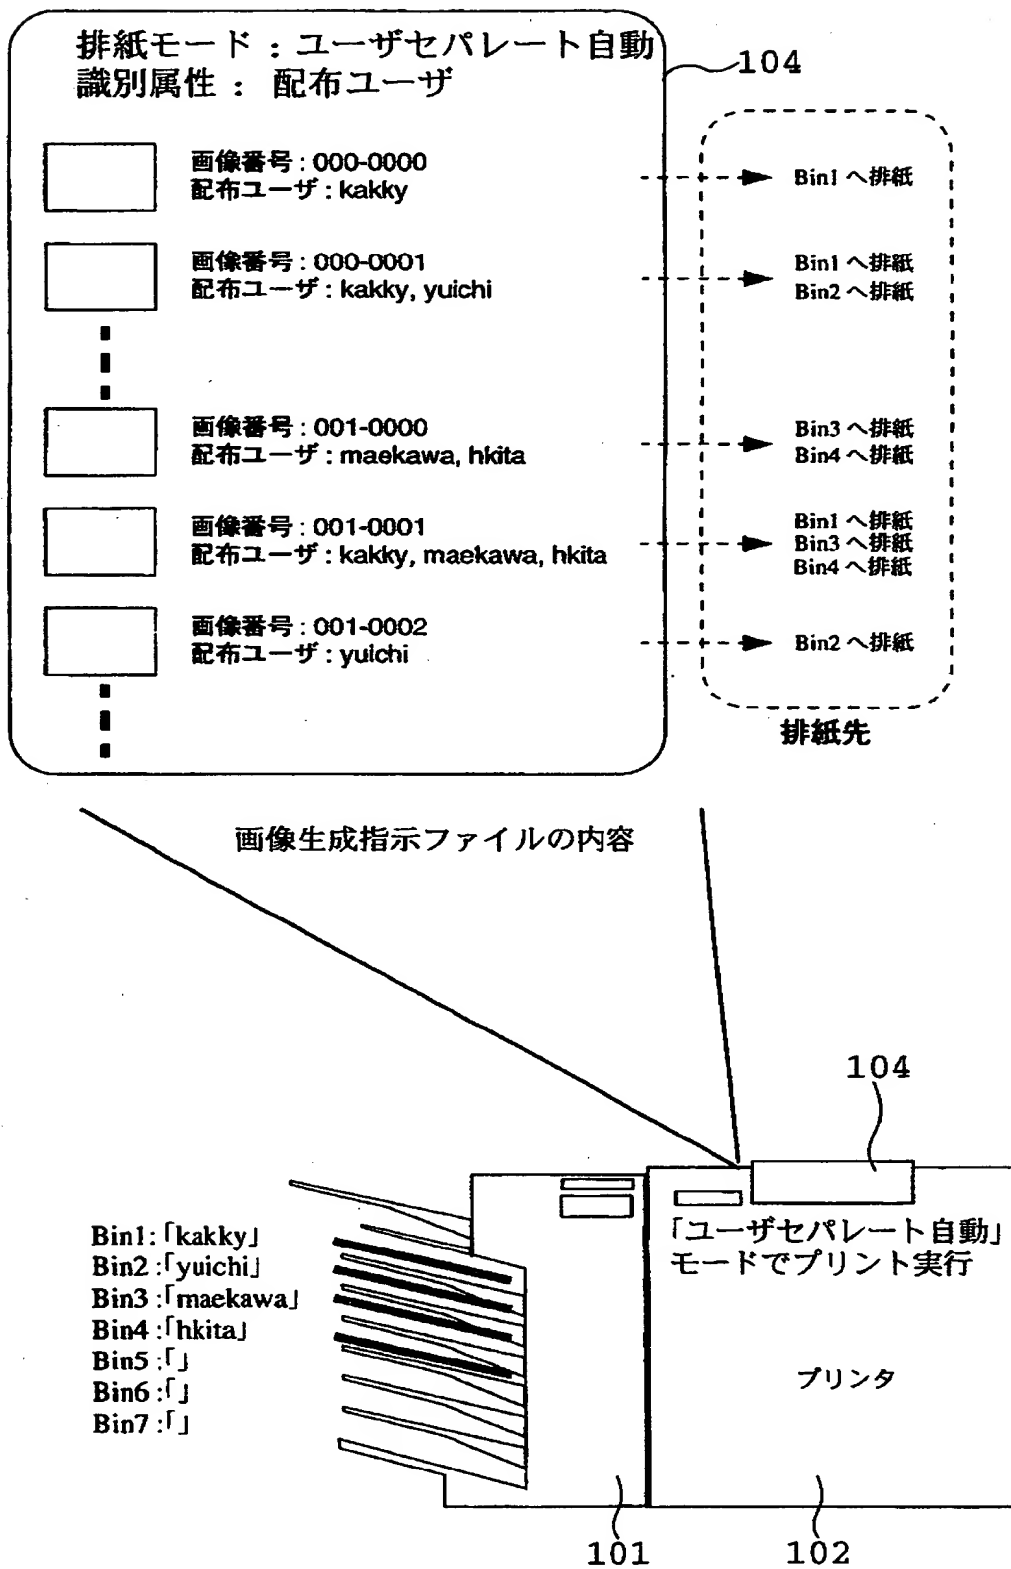 排紙モード：ユーザセパレート自動
識別属性： 配布ユーザ
104
画像番号：000-0000
配布ユーザ：kakky
Bin1 へ排紙
画像番号：000-0001
配布ユーザ：kakky, yuichi
Bin1 へ排紙
Bin2 へ排紙
画像番号：001-0000
配布ユーザ：maekawa, hkita
Bin3 へ排紙
Bin4 へ排紙
画像番号：001-0001
配布ユーザ：kakky, maekawa, hkita
Bin1 へ排紙
Bin3 へ排紙
Bin4 へ排紙
画像番号：001-0002
配布ユーザ：yuichi
Bin2 へ排紙
排紙先
画像生成指示ファイルの内容
104
Bin1：「kakky」
Bin2：「yuichi」
Bin3：「maekawa」
Bin4：「hkita」
Bin5：「」
Bin6：「」
Bin7：「」
「ユーザセパレート自動」
モードでプリント実行
プリンタ
101
102